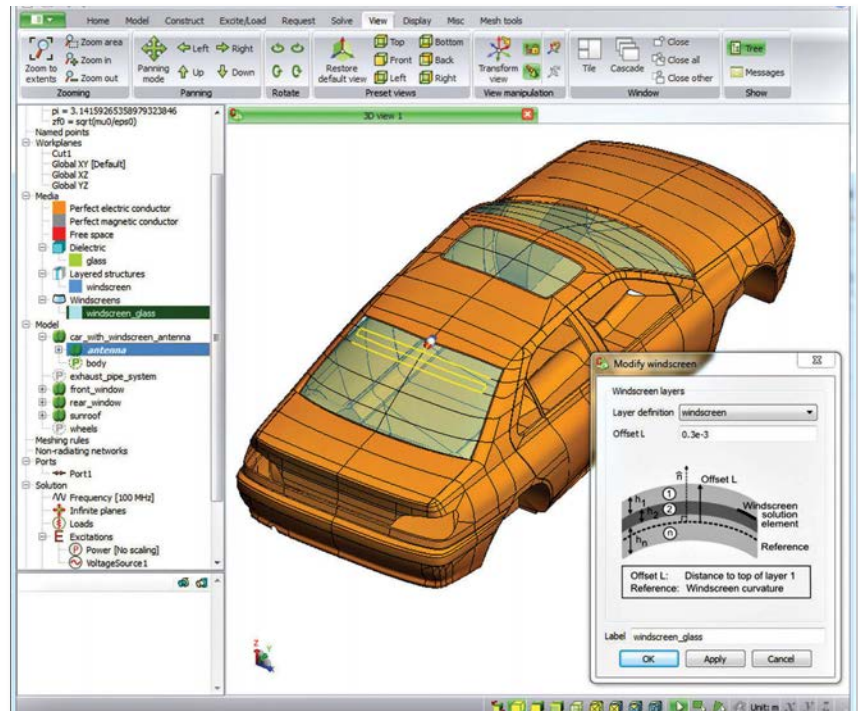 Home Model Construct Excite/Load Request Solve View Display Misc Mesh tools
Zoom to extents
Zoom area
Zoom in
Zoom out
Zooming
Panning mode
Left Right
Up Down
Panning
Rotate
Restore default view
Top Bottom
Front Back
Left Right
Preset views
Transform view
View manipulation
Tile Cascade
Close
Close all
Close other
Window
Tree
Messages
Show
pi = 3.14159265358979323846
zf0 = sqrt(mu0/eps0)
Named points
Workplanes
Cut1
Global XY [Default]
Global XZ
Global YZ
Media
Perfect electric conductor
Perfect magnetic conductor
Free space
Dielectric
glass
Layered structures
windscreen
Windscreens
windscreen_glass
Model
car_with_windscreen_antenna
antenna
body
exhaust_pipe_system
front_window
rear_window
sunroof
wheels
Meshing rules
Non-radiating networks
Ports
Port1
Solution
Frequency [100 MHz]
Infinite planes
Loads
Excitations
Power [No scaling]
VoltageSource1
3D view 1
Z
Y
X
Modify windscreen
Windscreen layers
Layer definition windscreen
Offset L 0.3e-3
n̂
Offset L
h1
1
h2
2
hn
n
Windscreen solution element
Reference
Offset L: Distance to top of layer 1
Reference: Windscreen curvature
Label windscreen_glass
OK Apply Cancel
Unit: m X Y Z